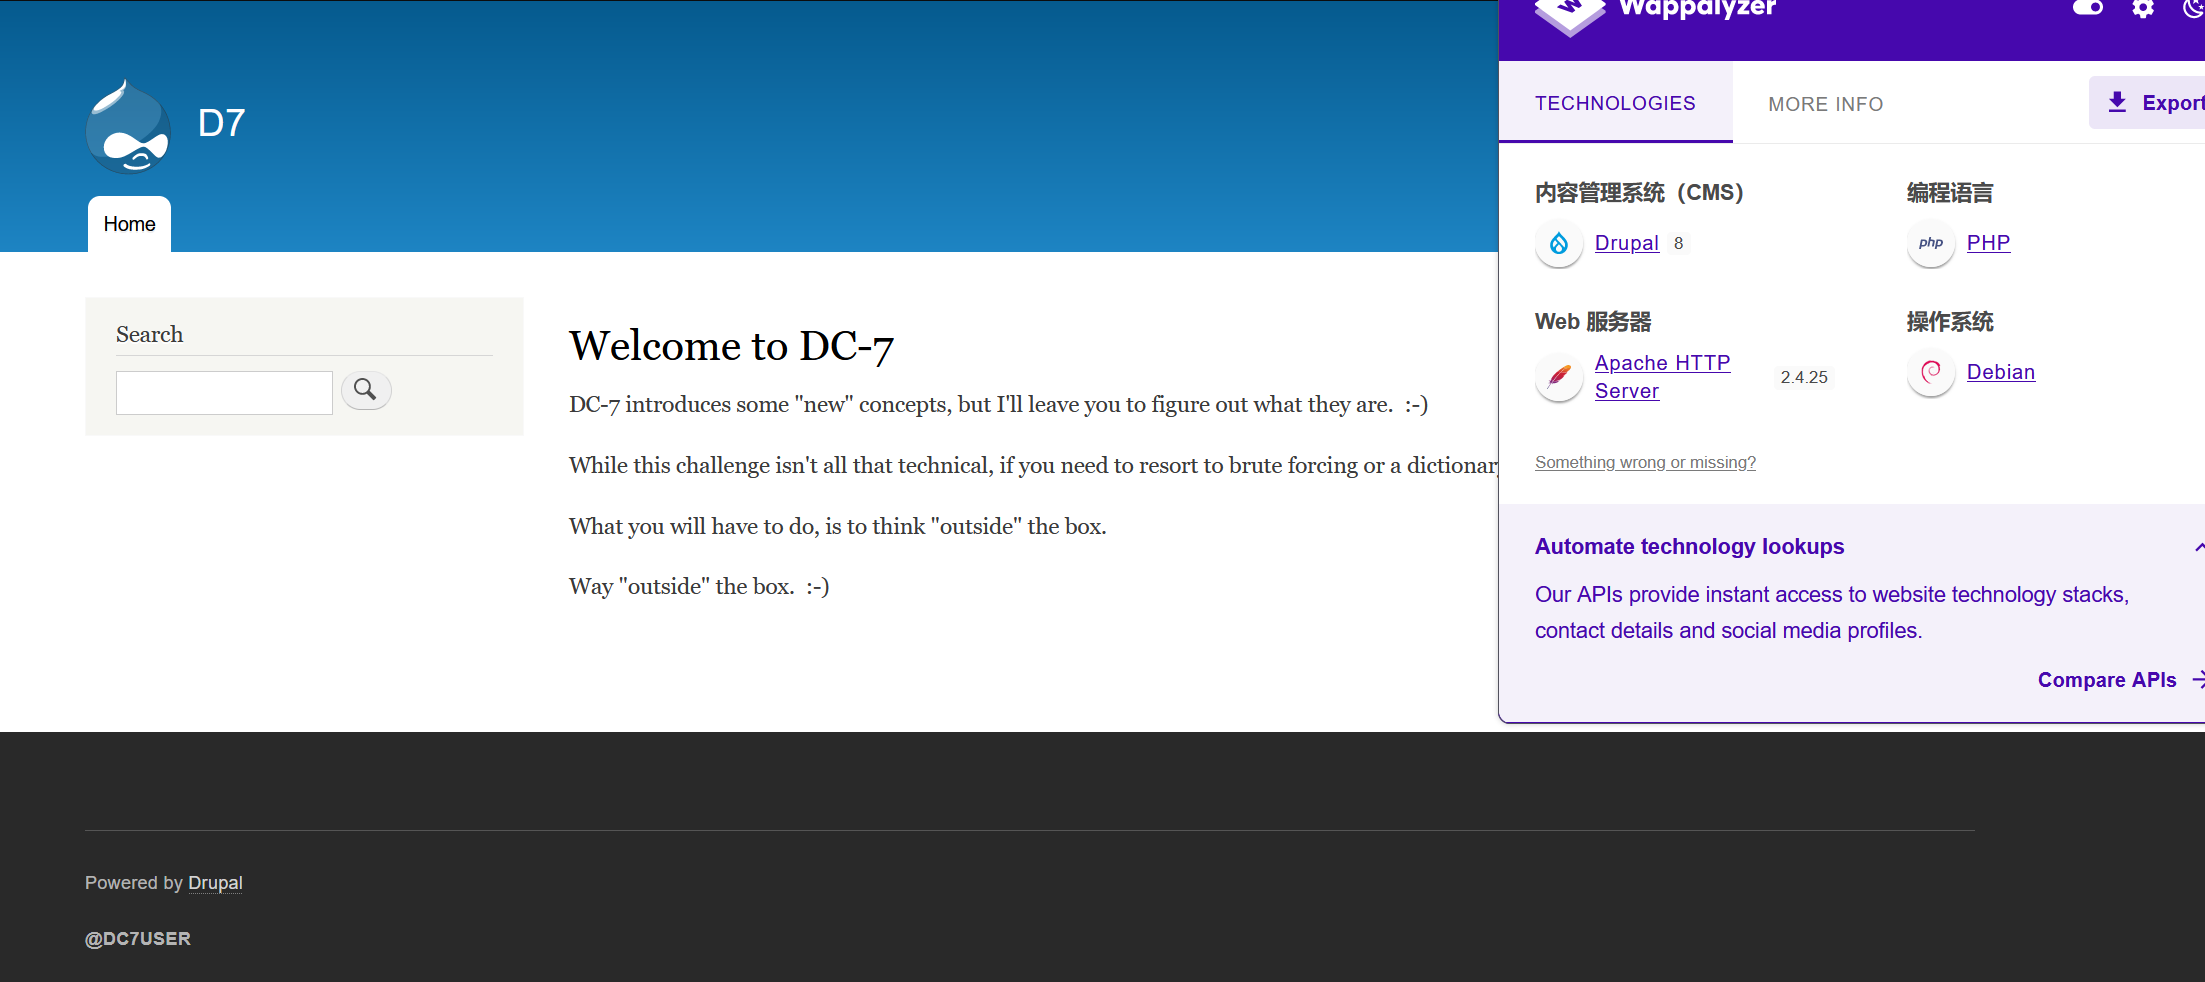 D7
Home
Search
Welcome to DC-7
DC-7 introduces some "new" concepts, but I'll leave you to figure out what they are.  :-)
While this challenge isn't all that technical, if you need to resort to brute forcing or a dictionar
What you will have to do, is to think "outside" the box.
Way "outside" the box.  :-)
Powered by Drupal
@DC7USER
Wappalyzer
TECHNOLOGIES
MORE INFO
Export
内容管理系统（CMS）
Drupal 8
编程语言
php PHP
Web 服务器
Apache HTTP
Server
2.4.25
操作系统
Debian
Something wrong or missing?
Automate technology lookups
Our APIs provide instant access to website technology stacks,
contact details and social media profiles.
Compare APIs